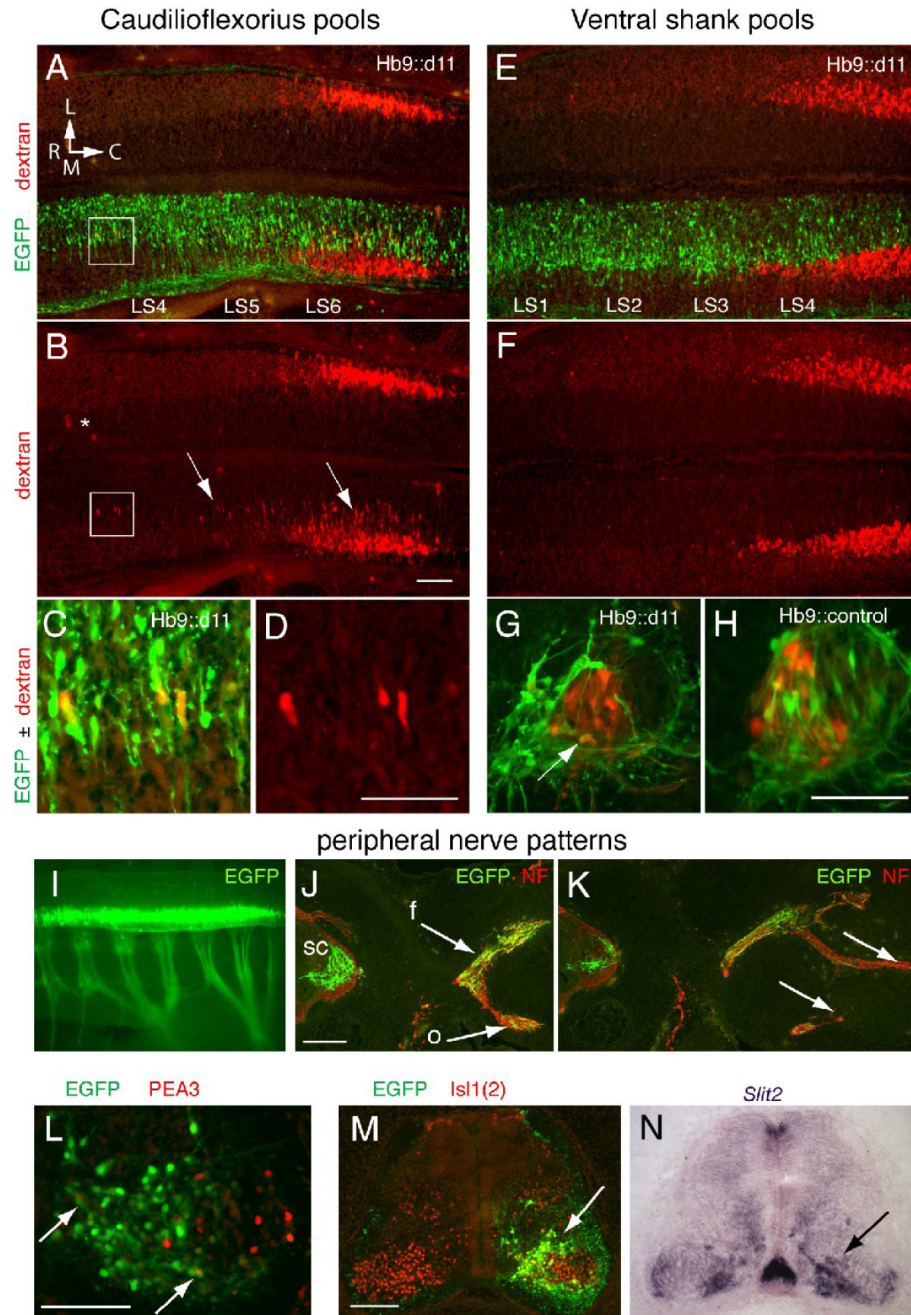 Caudilioflexorius pools
Ventral shank pools
A
Hb9::d11
E
Hb9::d11
L
R
C
M
EGFP dextran
LS4 LS5 LS6
LS1 LS2 LS3 LS4
B
F
*
dextran
C
Hb9::d11
D
G
Hb9::d11
H
Hb9::control
EGFP ± dextran
peripheral nerve patterns
I
EGFP
J
EGFP NF
K
EGFP NF
sc
f
o
EGFP PEA3
EGFP Isl1(2)
Slit2
L
M
N